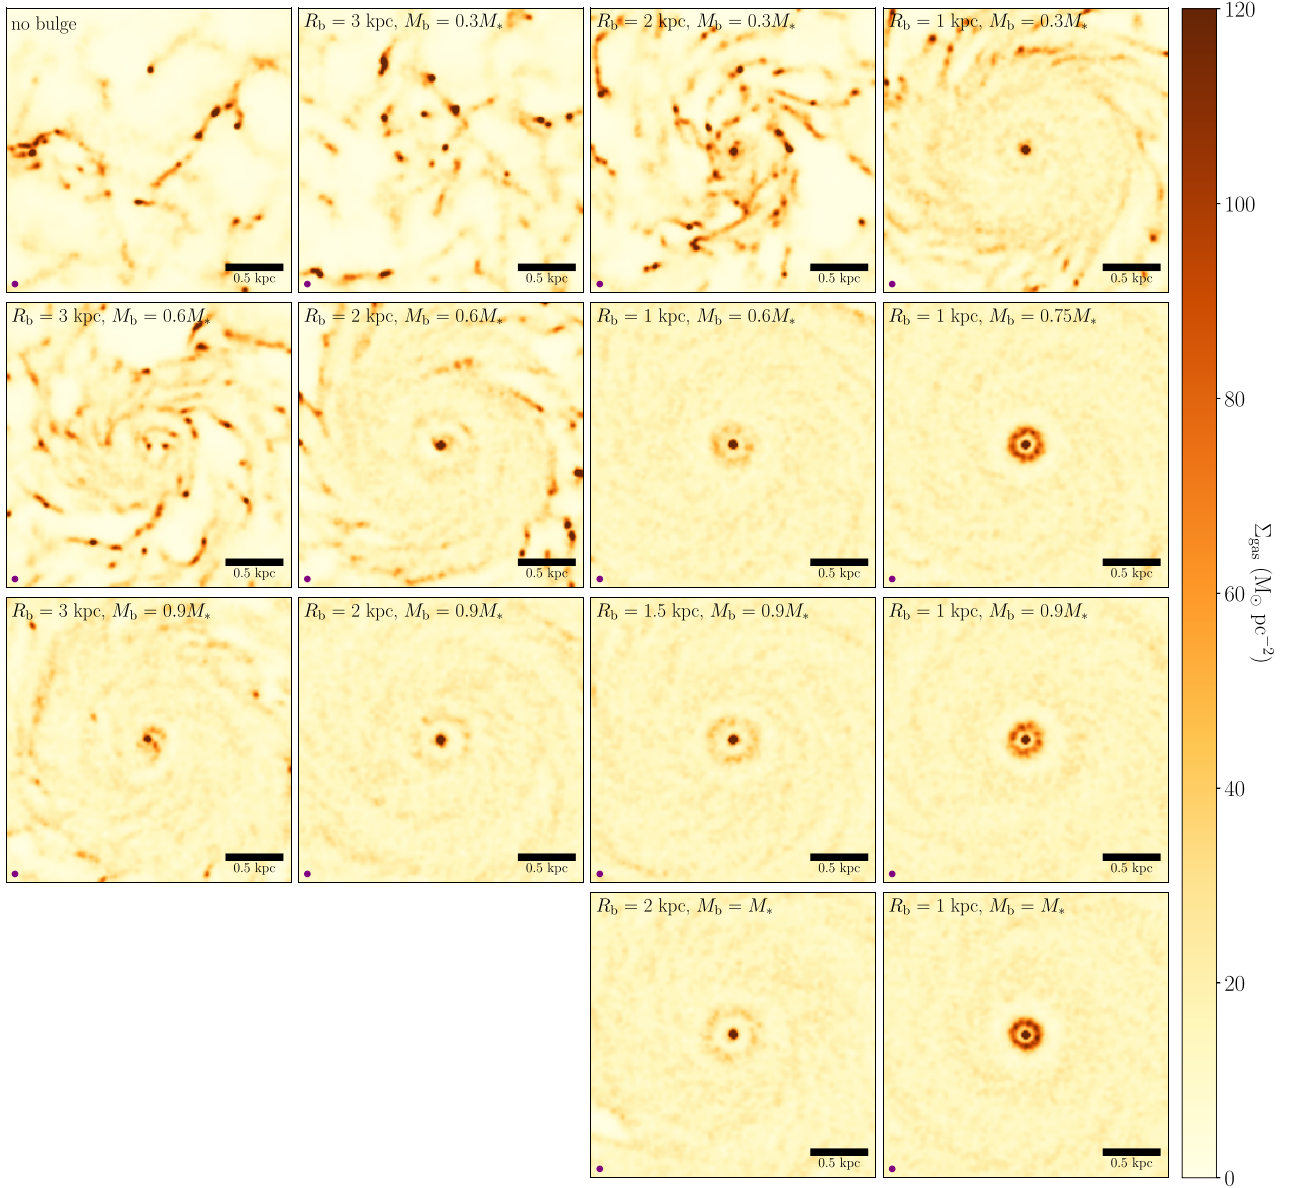 no bulge
R_b = 3 kpc, M_b = 0.3M_*
R_b = 2 kpc, M_b = 0.3M_*
R_b = 1 kpc, M_b = 0.3M_*
120
0.5 kpc
0.5 kpc
0.5 kpc
0.5 kpc
100
R_b = 3 kpc, M_b = 0.6M_*
R_b = 2 kpc, M_b = 0.6M_*
R_b = 1 kpc, M_b = 0.6M_*
R_b = 1 kpc, M_b = 0.75M_*
80
0.5 kpc
0.5 kpc
0.5 kpc
0.5 kpc
Σ_gas (M_⊙ pc^−2)
60
R_b = 3 kpc, M_b = 0.9M_*
R_b = 2 kpc, M_b = 0.9M_*
R_b = 1.5 kpc, M_b = 0.9M_*
R_b = 1 kpc, M_b = 0.9M_*
40
0.5 kpc
0.5 kpc
0.5 kpc
0.5 kpc
R_b = 2 kpc, M_b = M_*
R_b = 1 kpc, M_b = M_*
20
0.5 kpc
0.5 kpc
0